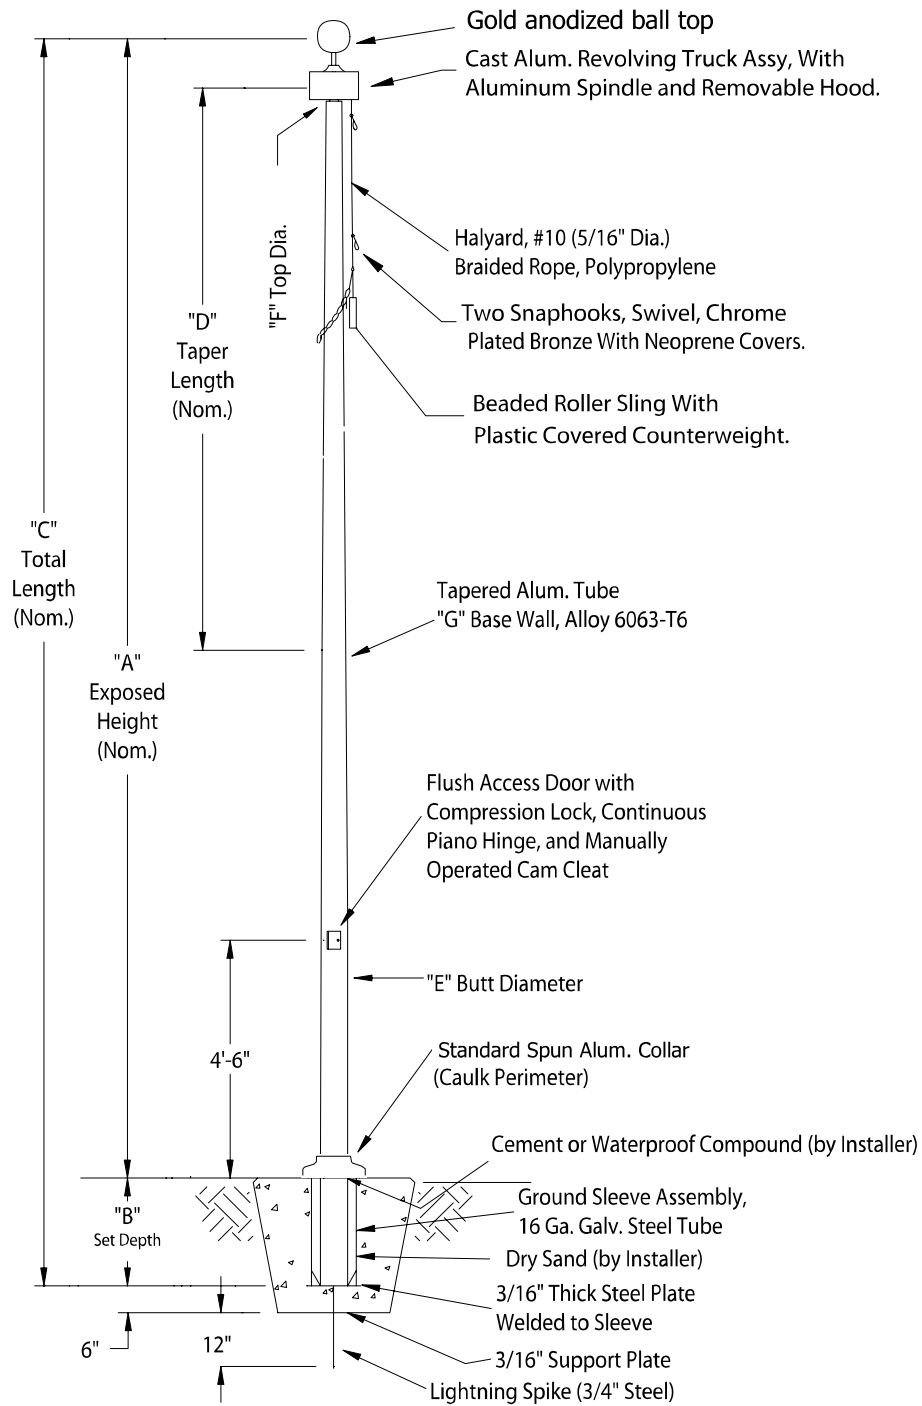 Gold anodized ball top
Cast Alum. Revolving Truck Assy, With
Aluminum Spindle and Removable Hood.
"F" Top Dia.
Halyard, #10 (5/16" Dia.)
Braided Rope, Polypropylene
Two Snaphooks, Swivel, Chrome
Plated Bronze With Neoprene Covers.
"D"
Taper
Length
(Nom.)
Beaded Roller Sling With
Plastic Covered Counterweight.
"C"
Total
Length
(Nom.)
Tapered Alum. Tube
"G" Base Wall, Alloy 6063-T6
"A"
Exposed
Height
(Nom.)
Flush Access Door with
Compression Lock, Continuous
Piano Hinge, and Manually
Operated Cam Cleat
"E" Butt Diameter
4'-6"
Standard Spun Alum. Collar
(Caulk Perimeter)
Cement or Waterproof Compound (by Installer)
"B"
Set Depth
Ground Sleeve Assembly,
16 Ga. Galv. Steel Tube
Dry Sand (by Installer)
3/16" Thick Steel Plate
Welded to Sleeve
6"
12"
3/16" Support Plate
Lightning Spike (3/4" Steel)